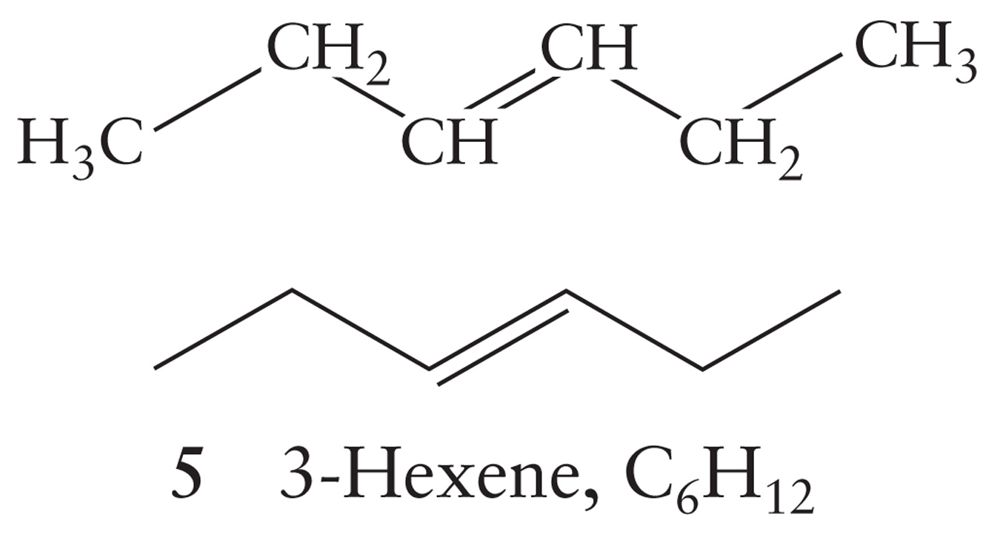 CH₂ CH CH₃
H₃C CH CH₂
5 3-Hexene, C₆H₁₂